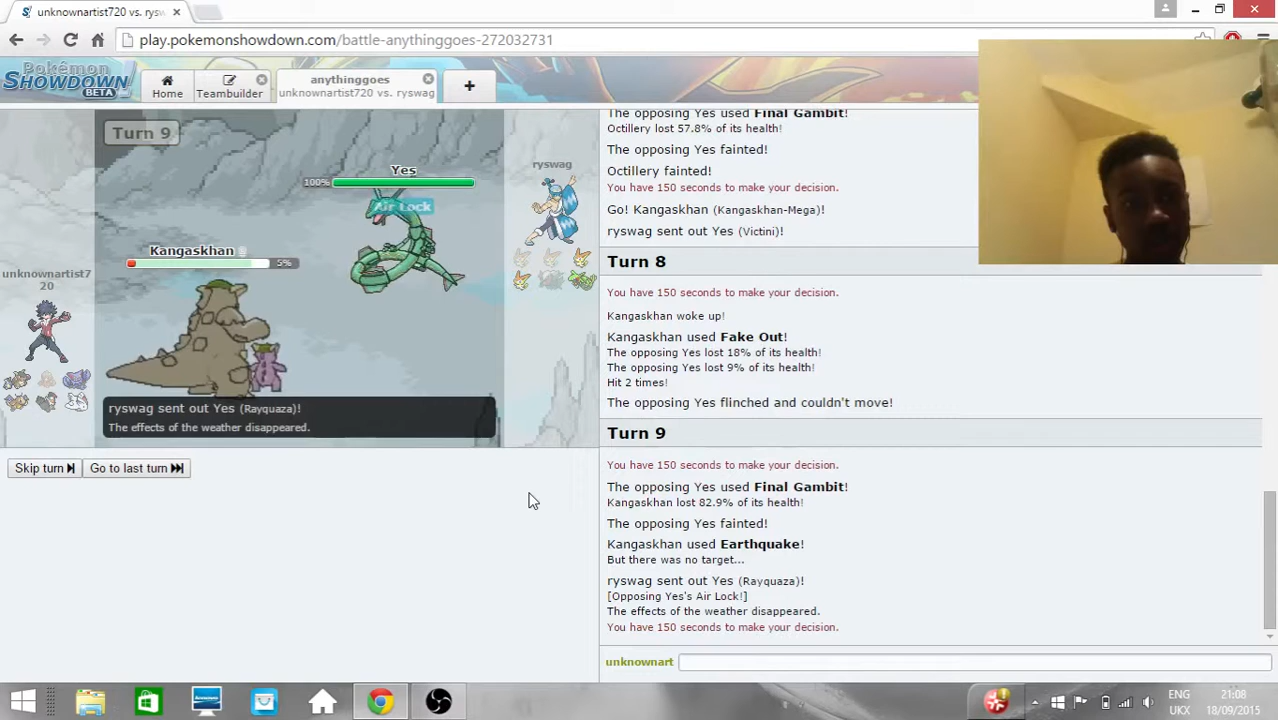 unknownartist720 vs. rysw
play.pokemonshowdown.com/battle-anythinggoes-272032731
Pokémon
SHOWDOWN
BETA
Home
Teambuilder
anythinggoes
unknownartist720 vs. ryswag
+
Turn 9
Yes
100%
Air Lock
Kangaskhan
5%
unknownartist7
20
ryswag
ryswag sent out Yes (Rayquaza)!
The effects of the weather disappeared.
Skip turn
Go to last turn
The opposing Yes used Final Gambit!
Octillery lost 57.8% of its health!
The opposing Yes fainted!
Octillery fainted!
You have 150 seconds to make your decision.
Go! Kangaskhan (Kangaskhan-Mega)!
ryswag sent out Yes (Victini)!
Turn 8
You have 150 seconds to make your decision.
Kangaskhan woke up!
Kangaskhan used Fake Out!
The opposing Yes lost 18% of its health!
The opposing Yes lost 9% of its health!
Hit 2 times!
The opposing Yes flinched and couldn't move!
Turn 9
You have 150 seconds to make your decision.
The opposing Yes used Final Gambit!
Kangaskhan lost 82.9% of its health!
The opposing Yes fainted!
Kangaskhan used Earthquake!
But there was no target...
ryswag sent out Yes (Rayquaza)!
[Opposing Yes's Air Lock!]
The effects of the weather disappeared.
You have 150 seconds to make your decision.
unknownart
ENG
UKX
21:08
18/09/2015